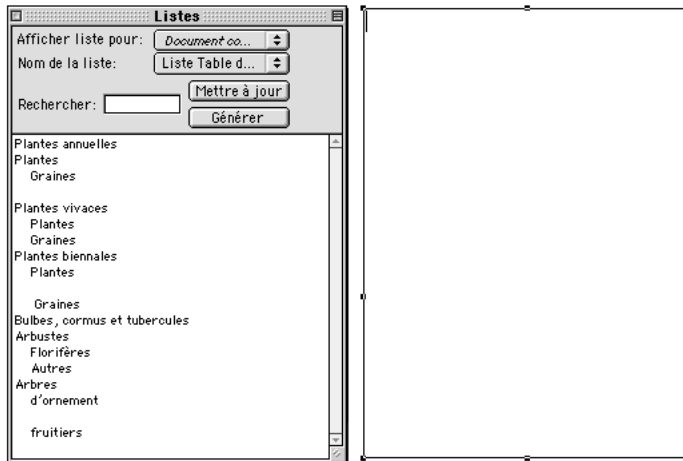 Listes
Afficher liste pour: Document co...
Nom de la liste: Liste Table d...
Mettre à jour
Rechercher:
Générer
Plantes annuelles
Plantes
Graines
Plantes vivaces
Plantes
Graines
Plantes biennales
Plantes
Graines
Bulbes, cormus et tubercules
Arbustes
Florifères
Autres
Arbres
d'ornement
fruitiers